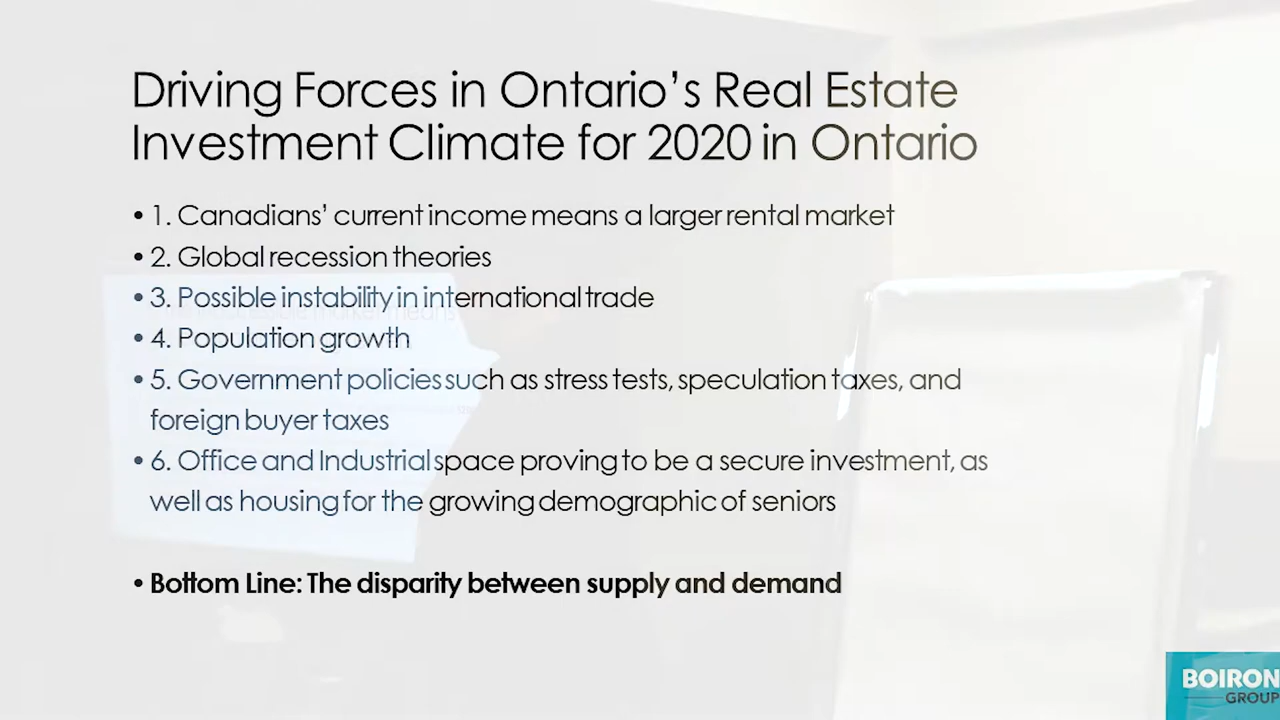 Driving Forces in Ontario’s Real Estate
Investment Climate for 2020 in Ontario
• 1. Canadians’ current income means a larger rental market
• 2. Global recession theories
• 3. Possible instability in international trade
• 4. Population growth
• 5. Government policies such as stress tests, speculation taxes, and
foreign buyer taxes
• 6. Office and Industrial space proving to be a secure investment, as
well as housing for the growing demographic of seniors
• Bottom Line: The disparity between supply and demand
BOIRON
GROUP